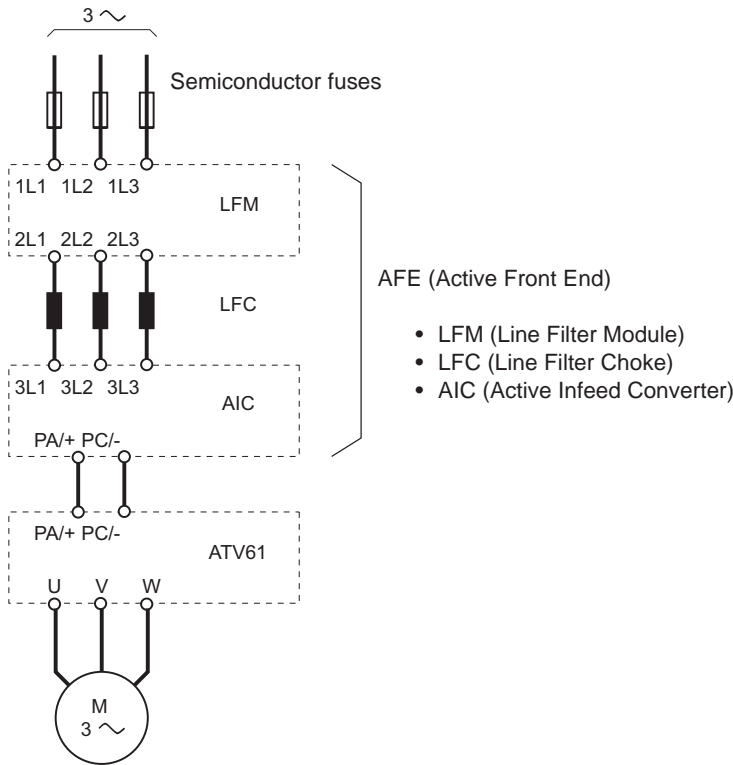 3 ~
Semiconductor fuses
1L1 1L2 1L3
LFM
2L1 2L2 2L3
LFC
AFE (Active Front End)
• LFM (Line Filter Module)
• LFC (Line Filter Choke)
• AIC (Active Infeed Converter)
3L1 3L2 3L3
AIC
PA/+ PC/-
PA/+ PC/-
ATV61
U V W
M
3 ~